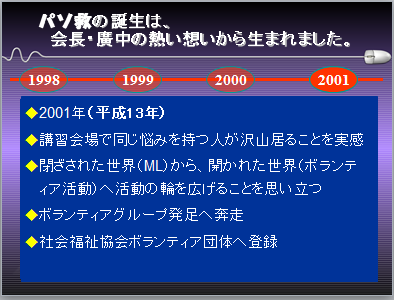 パソ救の誕生は、
会長・廣中の熱い想いから生まれました。
1998 1999 2000 2001
◆2001年(平成13年)
◆講習会場で同じ悩みを持つ人が沢山居ることを実感
◆閉ざされた世界(ML)から、開かれた世界(ボランテ
ィア活動)へ活動の輪を広げることを思い立つ
◆ボランティアグループ発足へ奔走
◆社会福祉協会ボランティア団体へ登録